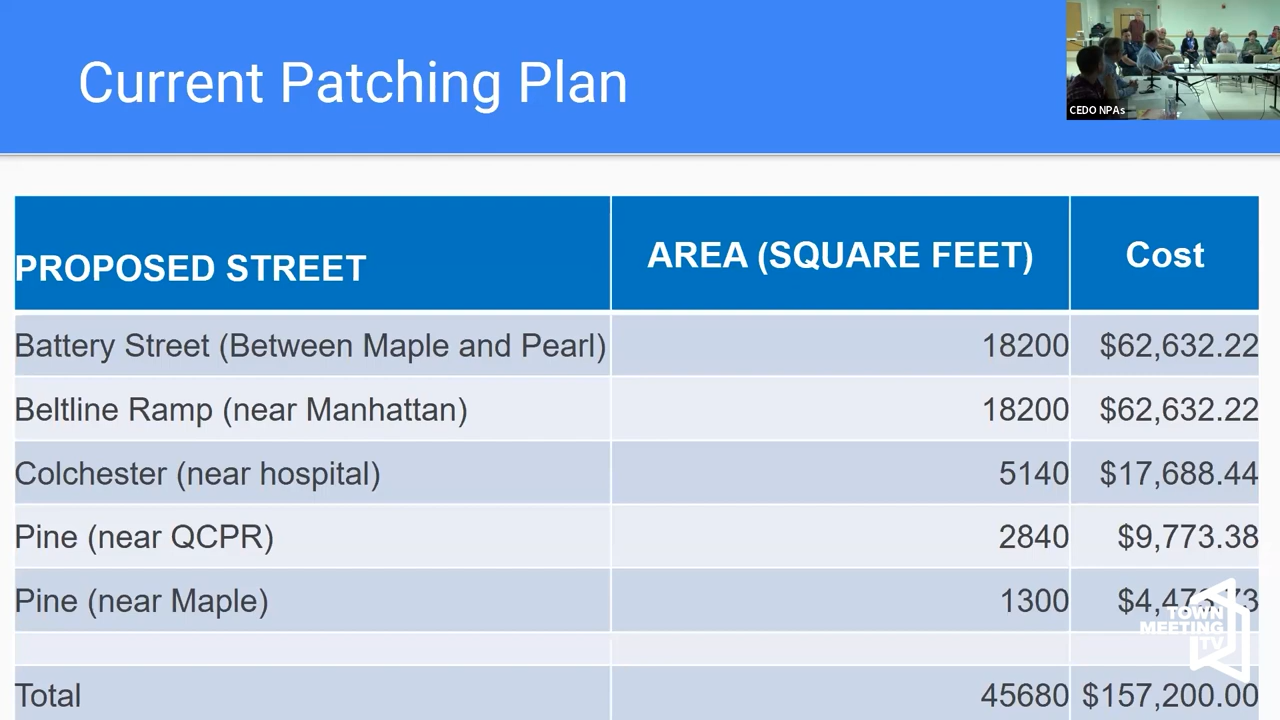 Current Patching Plan
CEDO NPAs
PROPOSED STREET AREA (SQUARE FEET) Cost
Battery Street (Between Maple and Pearl) 18200 $62,632.22
Beltline Ramp (near Manhattan) 18200 $62,632.22
Colchester (near hospital) 5140 $17,688.44
Pine (near QCPR) 2840 $9,773.38
Pine (near Maple) 1300
TOWN
MEETING
TV
Total 45680 $157,200.00